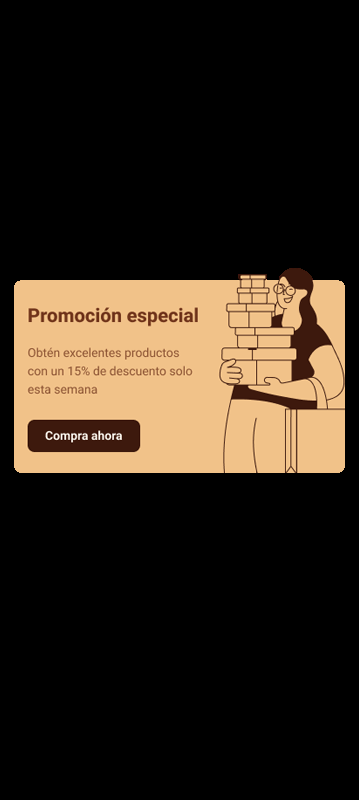 Promoción especial
Obtén excelentes productos
con un 15% de descuento solo
esta semana
Compra ahora